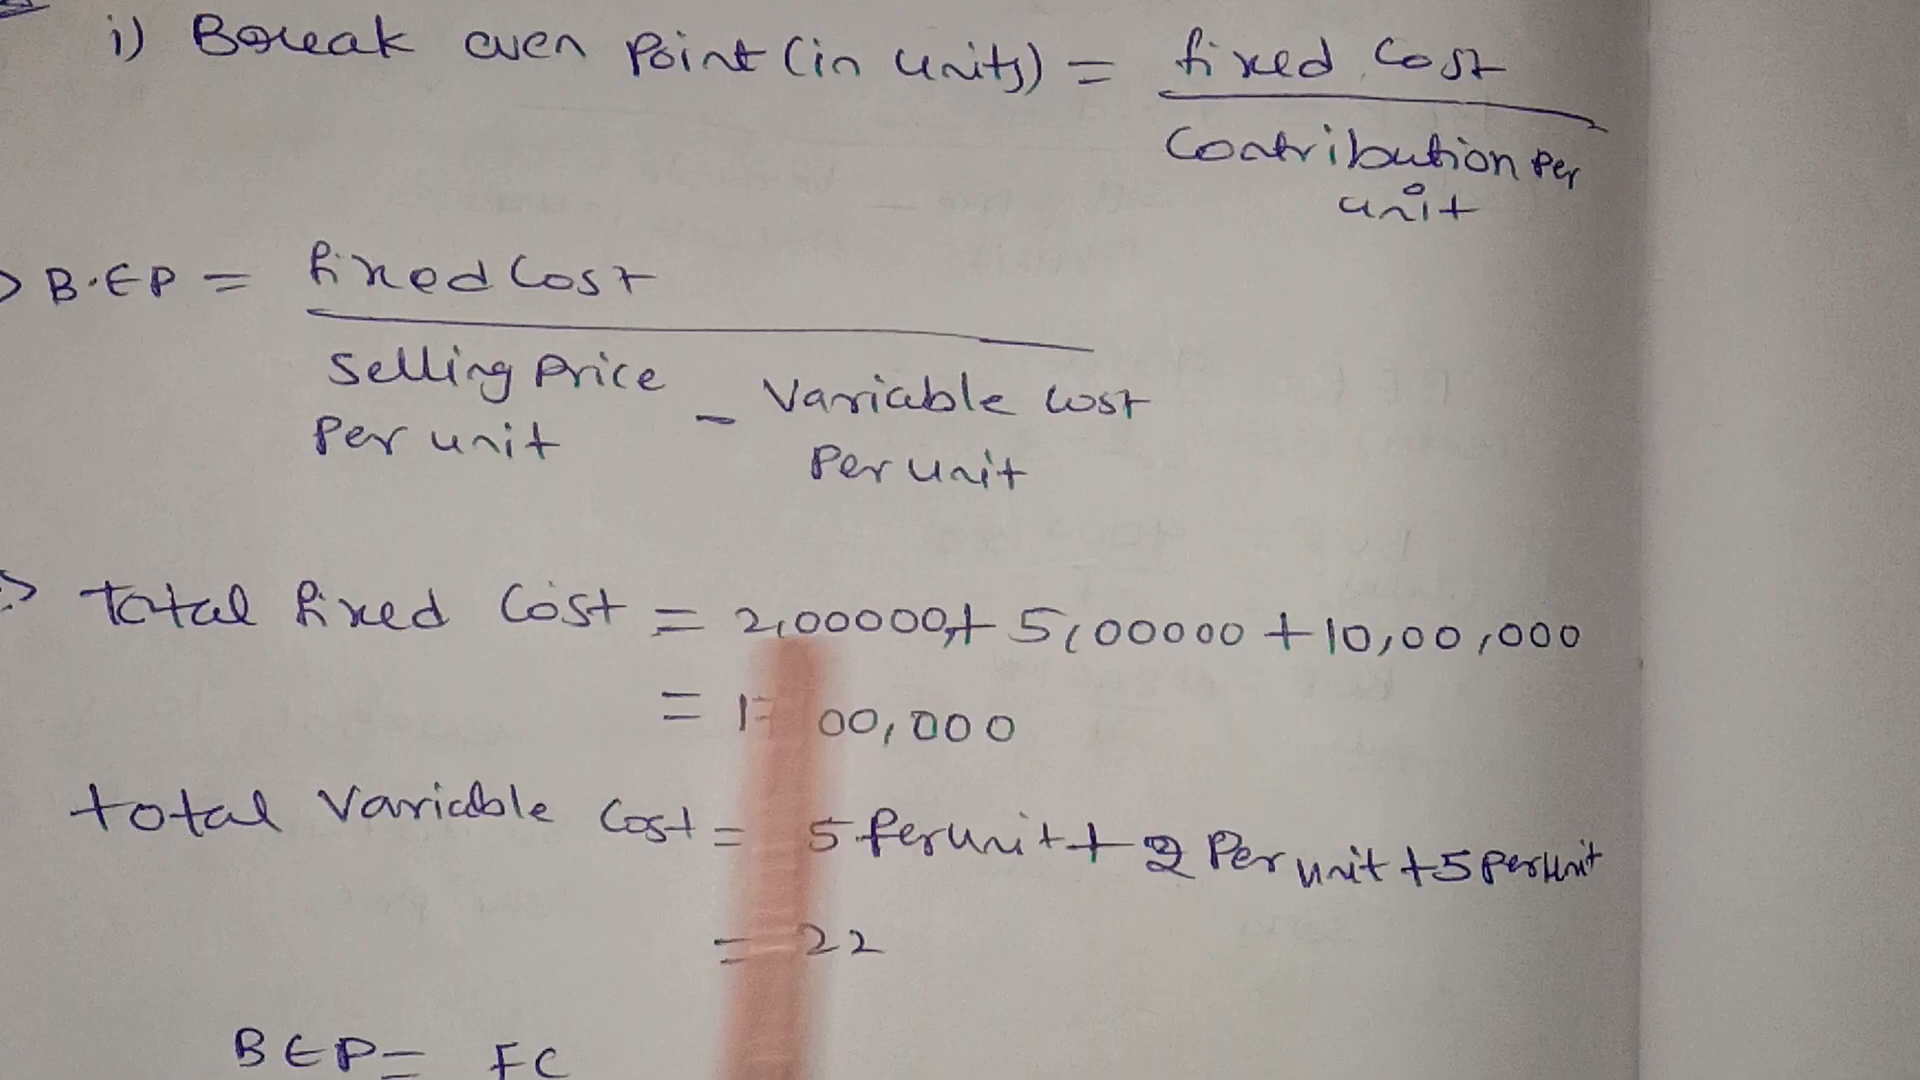 i) Break even Point (in units) = fixed cost
Contribution per
unit
B.E.P = fixed cost
Selling price - Variable cost
Per unit
Per unit
Total fixed cost = 2,00000 + 5,00000 + 10,00,000
= 00,000
total variable cost = 5 per unit + 2 Per unit + 5 per unit
= 22
BEP = FC